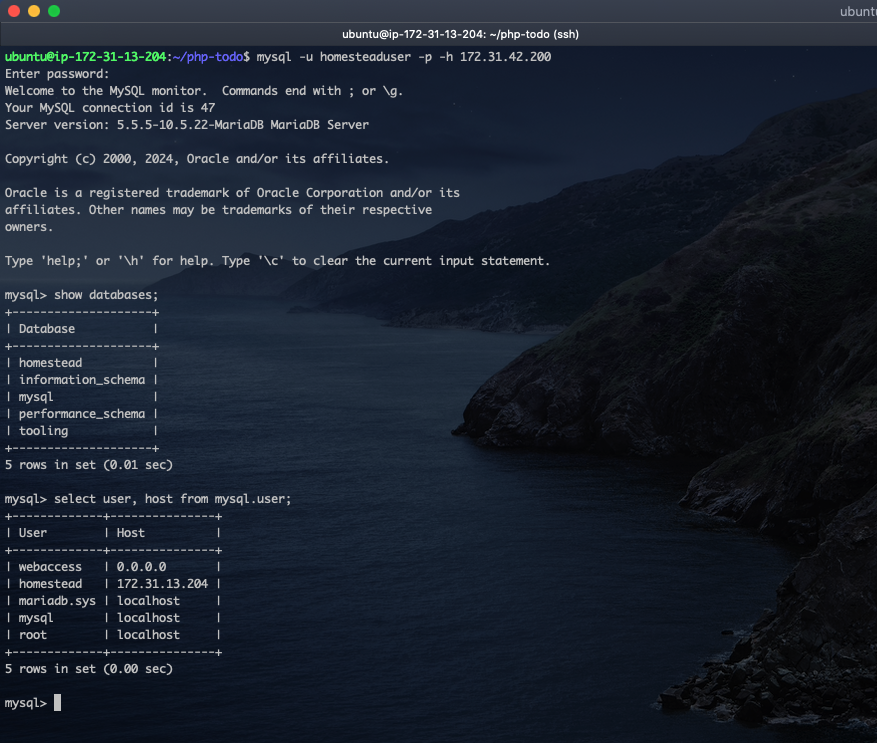 ubuntu
ubuntu@ip-172-31-13-204: ~/php-todo (ssh)
ubuntu@ip-172-31-13-204:~/php-todo$ mysql -u homesteaduser -p -h 172.31.42.200
Enter password:
Welcome to the MySQL monitor.  Commands end with ; or \g.
Your MySQL connection id is 47
Server version: 5.5.5-10.5.22-MariaDB MariaDB Server

Copyright (c) 2000, 2024, Oracle and/or its affiliates.

Oracle is a registered trademark of Oracle Corporation and/or its
affiliates. Other names may be trademarks of their respective
owners.

Type 'help;' or '\h' for help. Type '\c' to clear the current input statement.

mysql> show databases;
+--------------------+
| Database           |
+--------------------+
| homestead          |
| information_schema |
| mysql              |
| performance_schema |
| tooling            |
+--------------------+
5 rows in set (0.01 sec)

mysql> select user, host from mysql.user;
+-------------+---------------+
| User        | Host          |
+-------------+---------------+
| webaccess   | 0.0.0.0       |
| homestead   | 172.31.13.204 |
| mariadb.sys | localhost     |
| mysql       | localhost     |
| root        | localhost     |
+-------------+---------------+
5 rows in set (0.00 sec)

mysql>